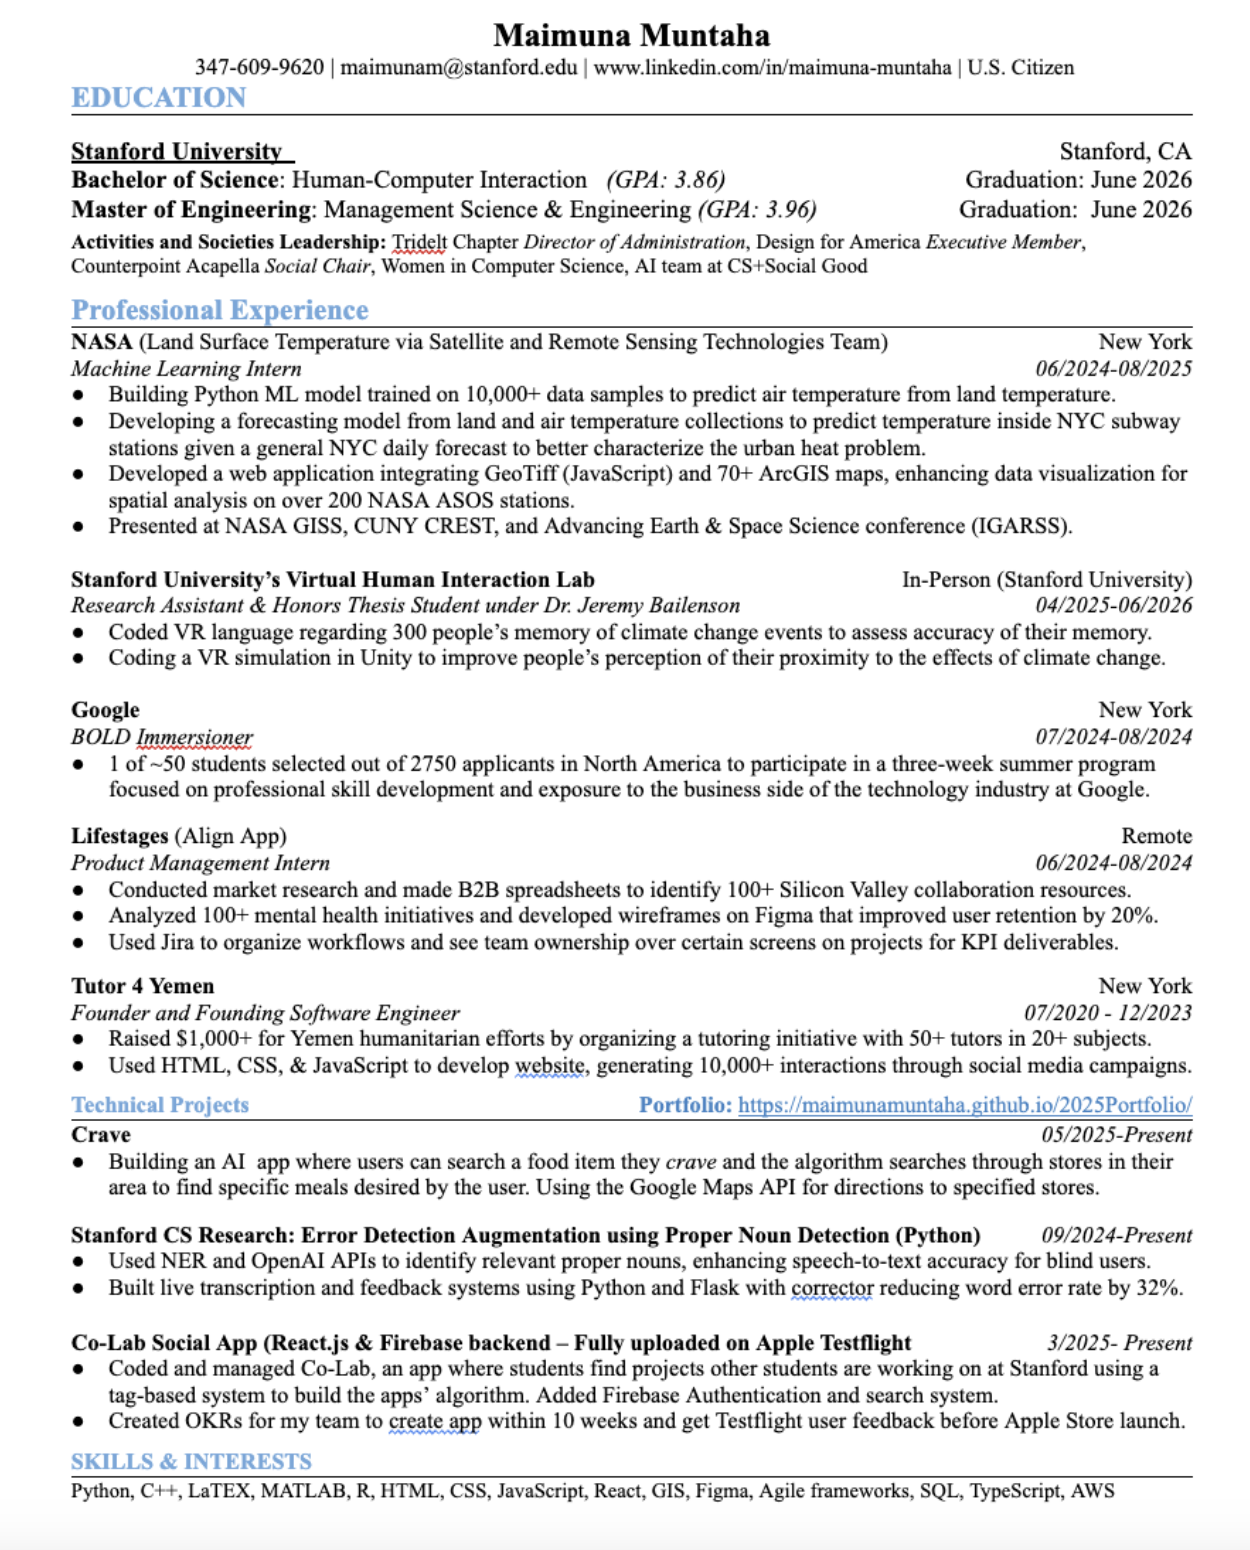 Maimuna Muntaha
347-609-9620 | maimunam@stanford.edu | www.linkedin.com/in/maimuna-muntaha | U.S. Citizen
EDUCATION
Stanford University Stanford, CA
Bachelor of Science: Human-Computer Interaction (GPA: 3.86) Graduation: June 2026
Master of Engineering: Management Science & Engineering (GPA: 3.96) Graduation: June 2026
Activities and Societies Leadership: Tridelt Chapter Director of Administration, Design for America Executive Member,
Counterpoint Acapella Social Chair, Women in Computer Science, AI team at CS+Social Good
Professional Experience
NASA (Land Surface Temperature via Satellite and Remote Sensing Technologies Team) New York
Machine Learning Intern 06/2024-08/2025
● Building Python ML model trained on 10,000+ data samples to predict air temperature from land temperature.
● Developing a forecasting model from land and air temperature collections to predict temperature inside NYC subway
stations given a general NYC daily forecast to better characterize the urban heat problem.
● Developed a web application integrating GeoTiff (JavaScript) and 70+ ArcGIS maps, enhancing data visualization for
spatial analysis on over 200 NASA ASOS stations.
● Presented at NASA GISS, CUNY CREST, and Advancing Earth & Space Science conference (IGARSS).
Stanford University’s Virtual Human Interaction Lab In-Person (Stanford University)
Research Assistant & Honors Thesis Student under Dr. Jeremy Bailenson 04/2025-06/2026
● Coded VR language regarding 300 people’s memory of climate change events to assess accuracy of their memory.
● Coding a VR simulation in Unity to improve people’s perception of their proximity to the effects of climate change.
Google New York
BOLD Immersioner 07/2024-08/2024
● 1 of ~50 students selected out of 2750 applicants in North America to participate in a three-week summer program
focused on professional skill development and exposure to the business side of the technology industry at Google.
Lifestages (Align App) Remote
Product Management Intern 06/2024-08/2024
● Conducted market research and made B2B spreadsheets to identify 100+ Silicon Valley collaboration resources.
● Analyzed 100+ mental health initiatives and developed wireframes on Figma that improved user retention by 20%.
● Used Jira to organize workflows and see team ownership over certain screens on projects for KPI deliverables.
Tutor 4 Yemen New York
Founder and Founding Software Engineer 07/2020 - 12/2023
● Raised $1,000+ for Yemen humanitarian efforts by organizing a tutoring initiative with 50+ tutors in 20+ subjects.
● Used HTML, CSS, & JavaScript to develop website, generating 10,000+ interactions through social media campaigns.
Technical Projects Portfolio: https://maimunamuntaha.github.io/2025Portfolio/
Crave 05/2025-Present
● Building an AI app where users can search a food item they crave and the algorithm searches through stores in their
area to find specific meals desired by the user. Using the Google Maps API for directions to specified stores.
Stanford CS Research: Error Detection Augmentation using Proper Noun Detection (Python) 09/2024-Present
● Used NER and OpenAI APIs to identify relevant proper nouns, enhancing speech-to-text accuracy for blind users.
● Built live transcription and feedback systems using Python and Flask with corrector reducing word error rate by 32%.
Co-Lab Social App (React.js & Firebase backend – Fully uploaded on Apple Testflight 3/2025- Present
● Coded and managed Co-Lab, an app where students find projects other students are working on at Stanford using a
tag-based system to build the apps’ algorithm. Added Firebase Authentication and search system.
● Created OKRs for my team to create app within 10 weeks and get Testflight user feedback before Apple Store launch.
SKILLS & INTERESTS
Python, C++, LaTEX, MATLAB, R, HTML, CSS, JavaScript, React, GIS, Figma, Agile frameworks, SQL, TypeScript, AWS